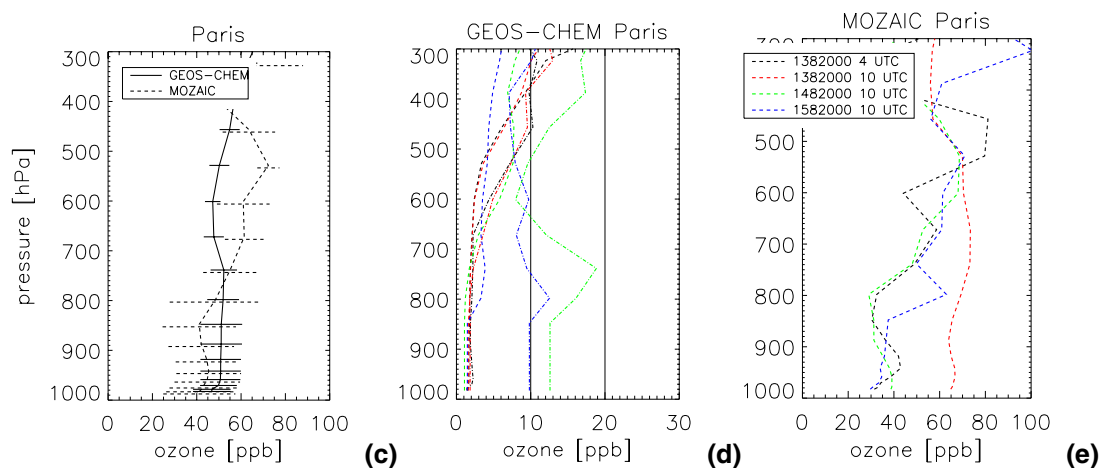 Paris
GEOS-CHEM
MOZAIC
300
400
500
600
700
800
900
1000
pressure [hPa]
0 20 40 60 80 100
ozone [ppb]
(c)
GEOS-CHEM Paris
300
400
500
600
700
800
900
1000
0 10 20 30
ozone [ppb]
(d)
MOZAIC Paris
1382000 4 UTC
1382000 10 UTC
1482000 10 UTC
1582000 10 UTC
400
500
600
700
800
900
1000
0 20 40 60 80 100
ozone [ppb]
(e)